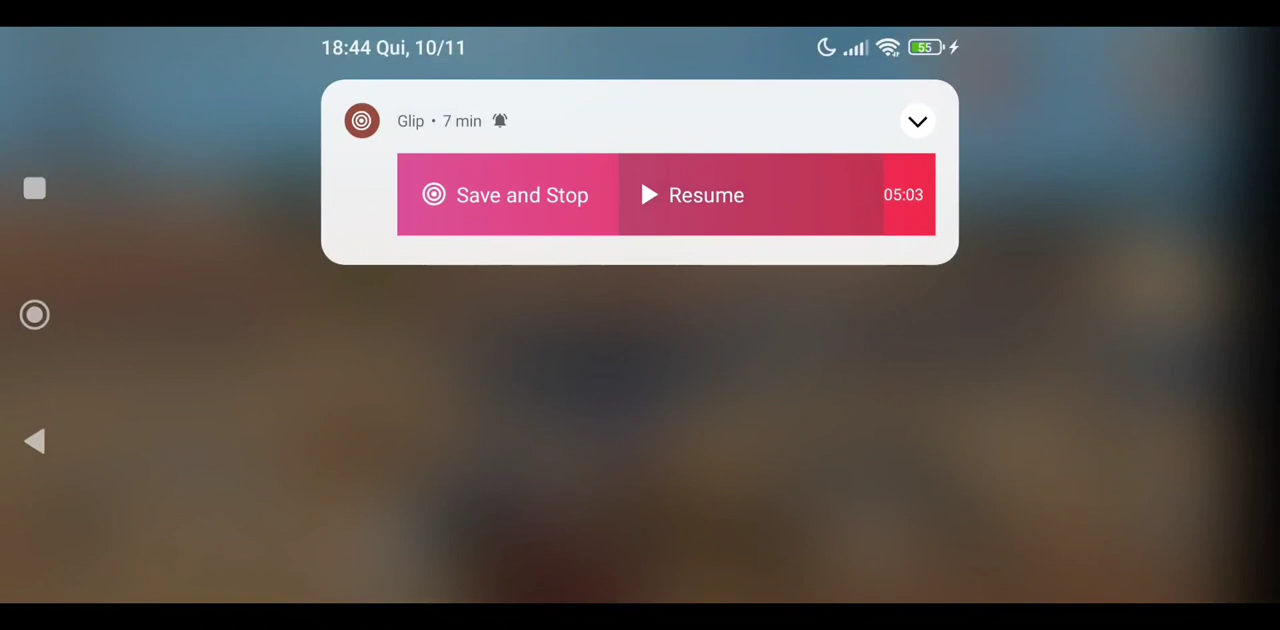 18:44 Qui, 10/11
55
Glip • 7 min
Save and Stop
Resume
05:03